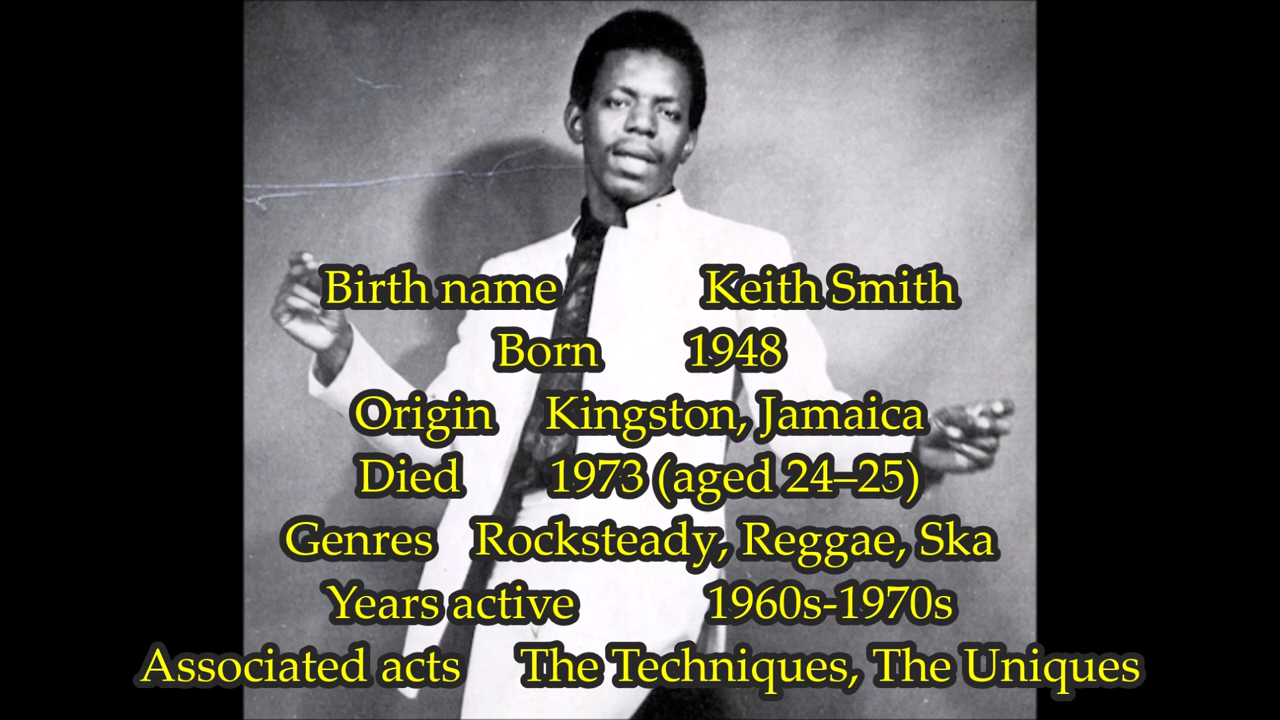 Birth name Keith Smith
Born 1948
Origin Kingston, Jamaica
Died 1973 (aged 24–25)
Genres Rocksteady, Reggae, Ska
Years active 1960s-1970s
Associated acts The Techniques, The Uniques